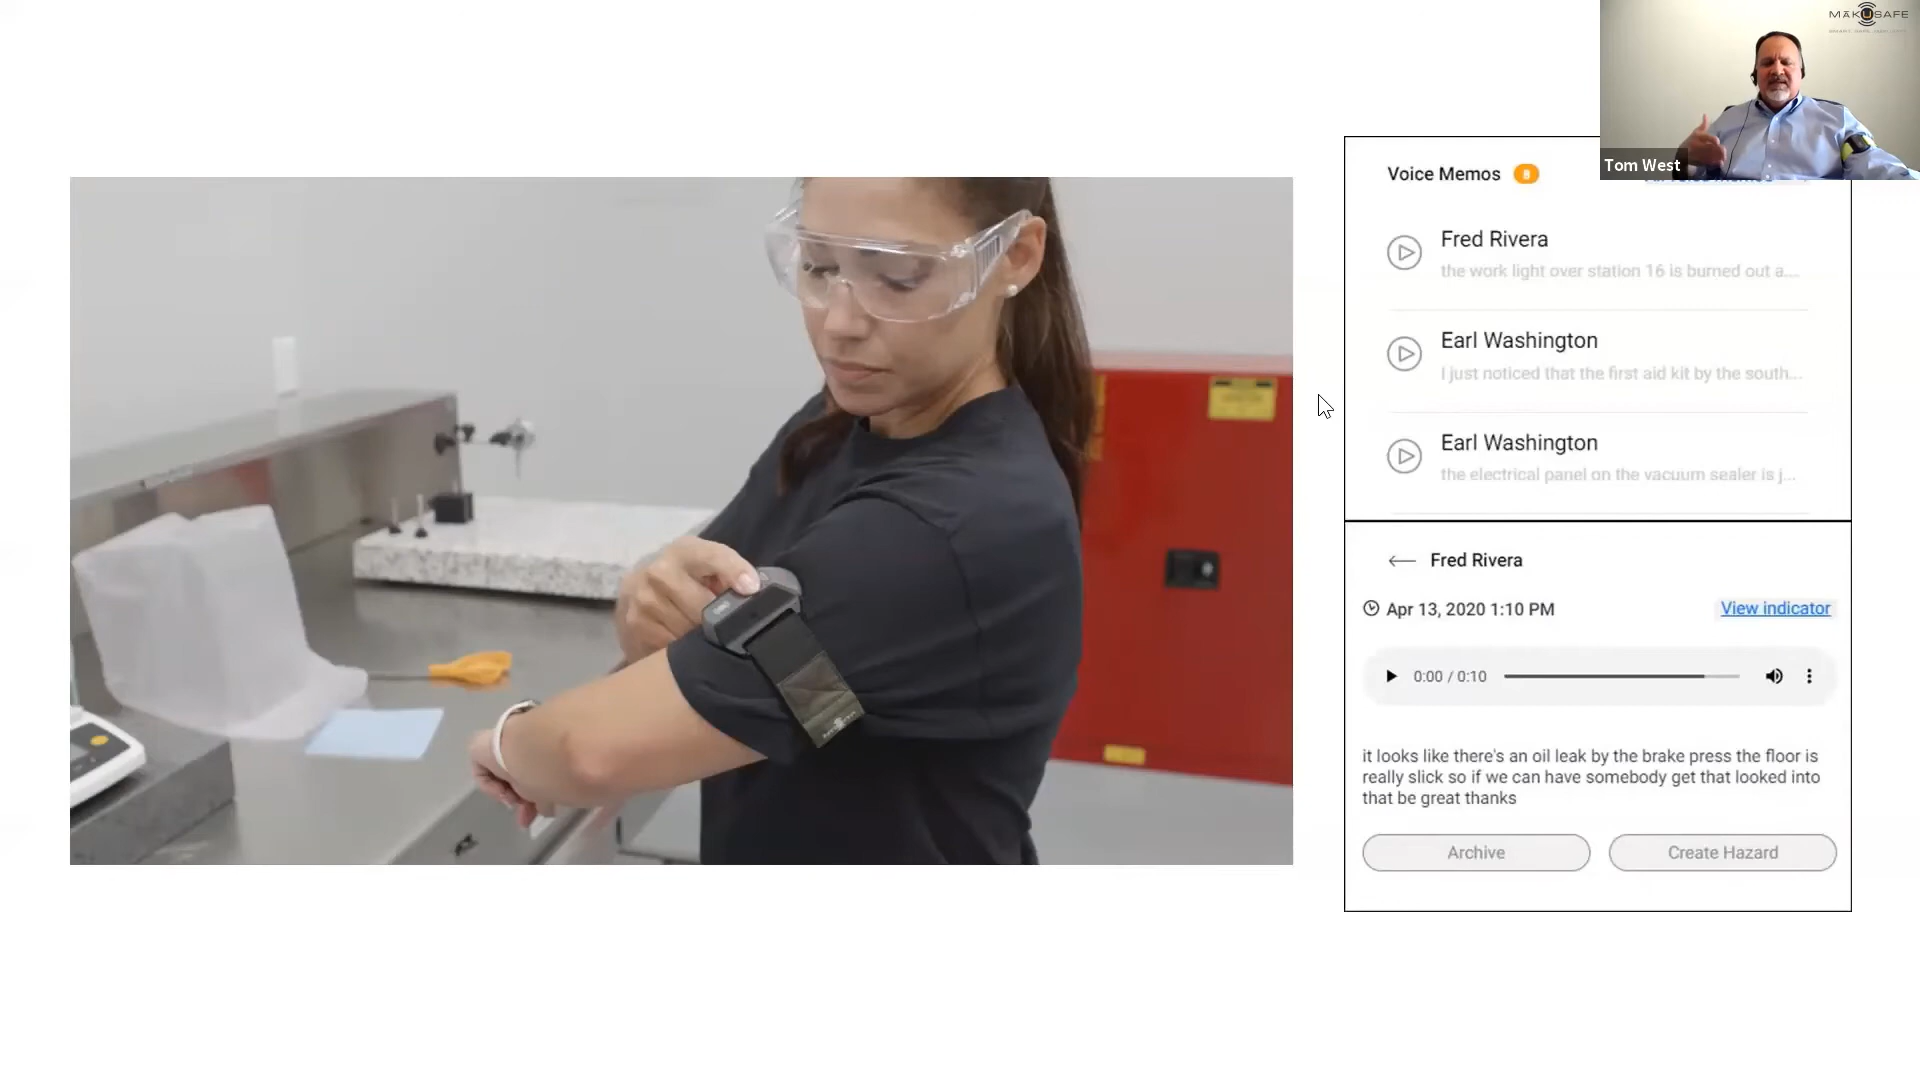 MĀKUSAFE
Tom West
Voice Memos 8
Fred Rivera
the work light over station 16 is burned out a...
Earl Washington
I just noticed that the first aid kit by the south...
Earl Washington
the electrical panel on the vacuum sealer is j...
Fred Rivera
Apr 13, 2020 1:10 PM
View indicator
0:00 / 0:10
it looks like there's an oil leak by the brake press the floor is
really slick so if we can have somebody get that looked into
that be great thanks
Archive
Create Hazard